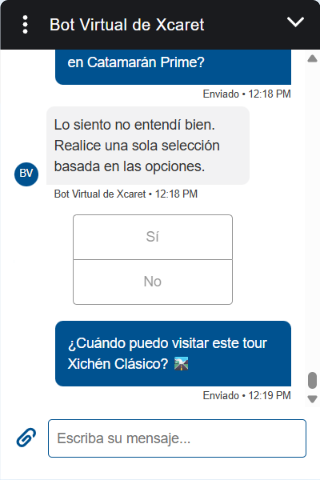 Bot Virtual de Xcaret
en Catamarán Prime?
Enviado • 12:18 PM
Lo siento no entendí bien.
Realice una sola selección
basada en las opciones.
BV
Bot Virtual de Xcaret • 12:18 PM
Sí
No
¿Cuándo puedo visitar este tour
Xichén Clásico? 🛣️
Enviado • 12:19 PM
Escriba su mensaje...